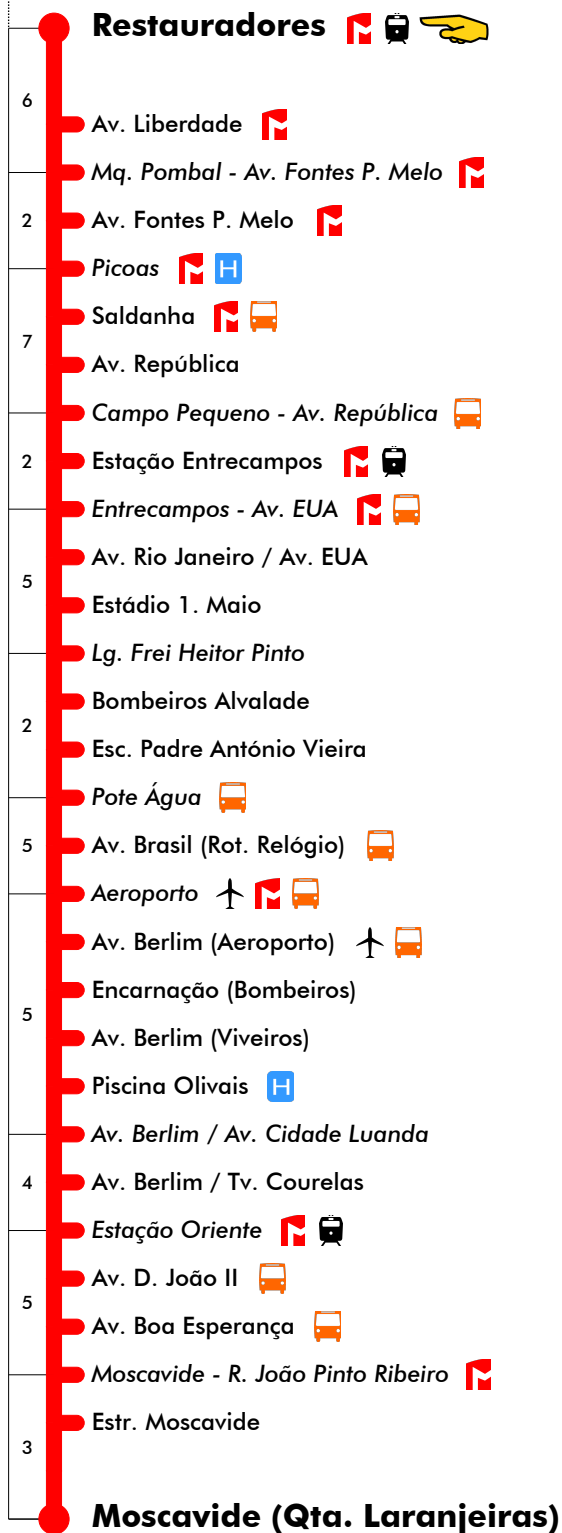 Restauradores
6
Av. Liberdade
Mq. Pombal - Av. Fontes P. Melo
2
Av. Fontes P. Melo
Picoas H
Saldanha
7
Av. República
Campo Pequeno - Av. República
2
Estação Entrecampos
Entrecampos - Av. EUA
Av. Rio Janeiro / Av. EUA
5
Estádio 1. Maio
Lg. Frei Heitor Pinto
Bombeiros Alvalade
2
Esc. Padre António Vieira
Pote Água
5
Av. Brasil (Rot. Relógio)
Aeroporto
Av. Berlim (Aeroporto)
Encarnação (Bombeiros)
5
Av. Berlim (Viveiros)
Piscina Olivais H
Av. Berlim / Av. Cidade Luanda
4
Av. Berlim / Tv. Courelas
Estação Oriente
Av. D. João II
5
Av. Boa Esperança
Moscavide - R. João Pinto Ribeiro
Estr. Moscavide
3
Moscavide (Qta. Laranjeiras)